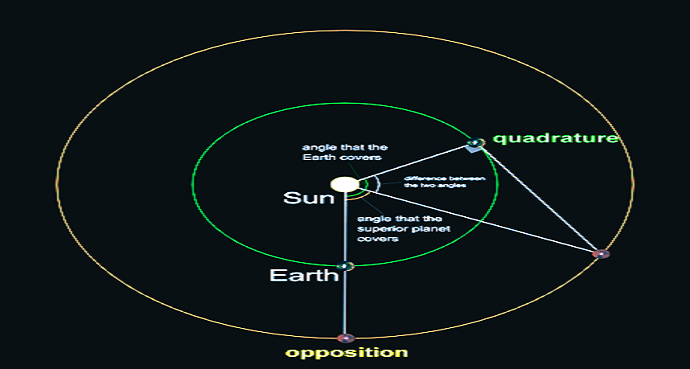 quadrature
angle that the
Earth covers
difference between
the two angles
Sun
angle that the
superior planet
covers
Earth
opposition